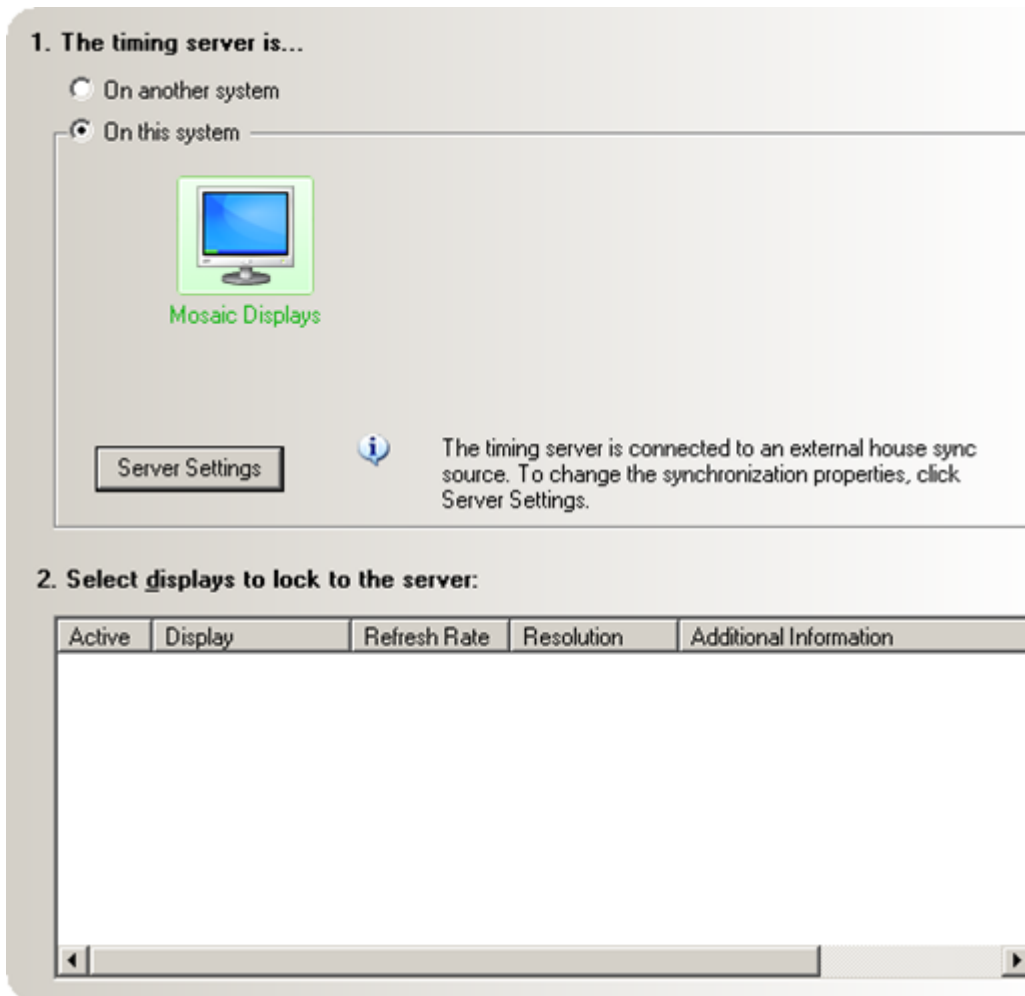 1. The timing server is...
On another system
On this system
Mosaic Displays
Server Settings
The timing server is connected to an external house sync
source. To change the synchronization properties, click
Server Settings.
2. Select displays to lock to the server:
Active Display Refresh Rate Resolution Additional Information